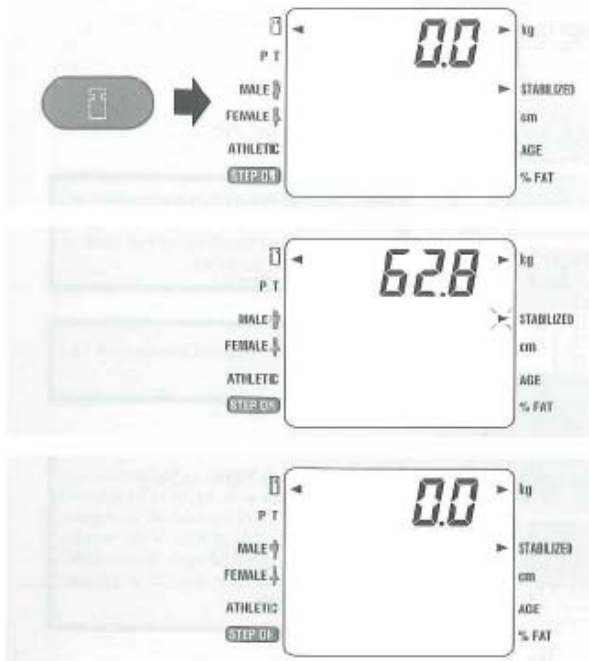 0.0 kg
P T
MALE STABILIZED
FEMALE cm
ATHLETIC AGE
STEP ON % FAT
62.8 kg
P T
MALE STABILIZED
FEMALE cm
ATHLETIC AGE
STEP ON % FAT
0.0 kg
P T
MALE STABILIZED
FEMALE cm
ATHLETIC AGE
STEP ON % FAT